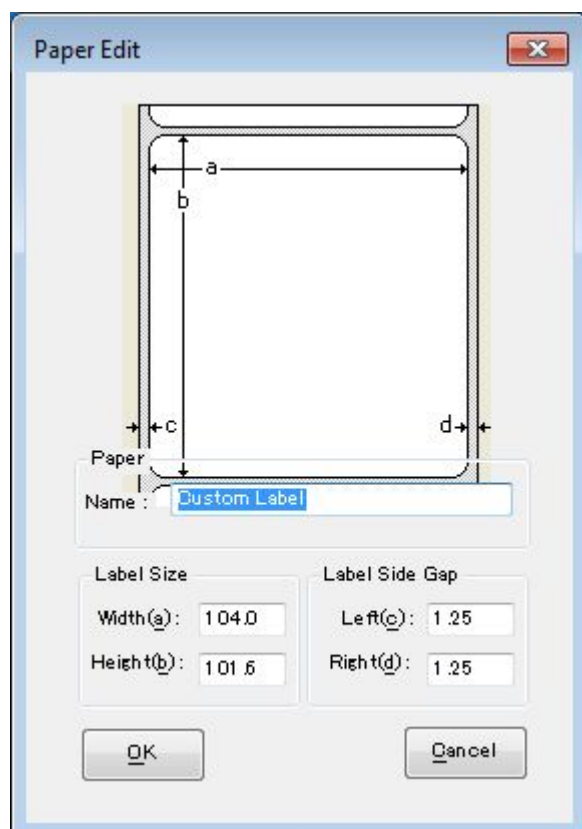 Paper Edit
a
b
c
d
Paper
Name :
Custom Label
Label Size
Label Side Gap
Width(a):
104.0
Left(c):
1.25
Height(b):
101.6
Right(d):
1.25
OK
Cancel